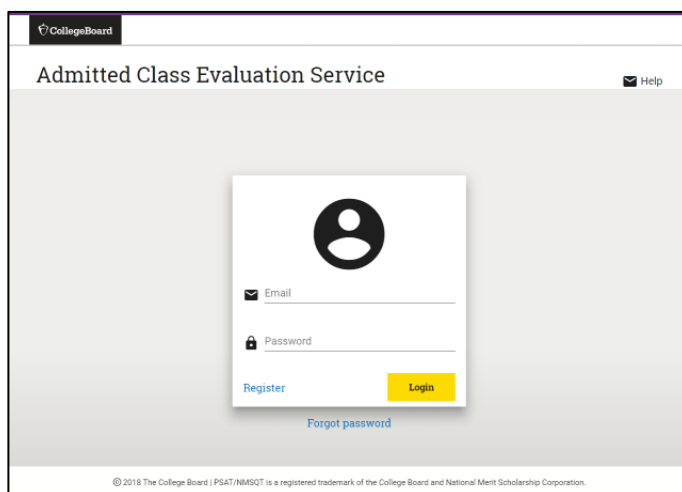 CollegeBoard
Admitted Class Evaluation Service
Help
Email
Password
Register
Login
Forgot password
© 2018 The College Board | PSAT/NMSQT is a registered trademark of the College Board and National Merit Scholarship Corporation.